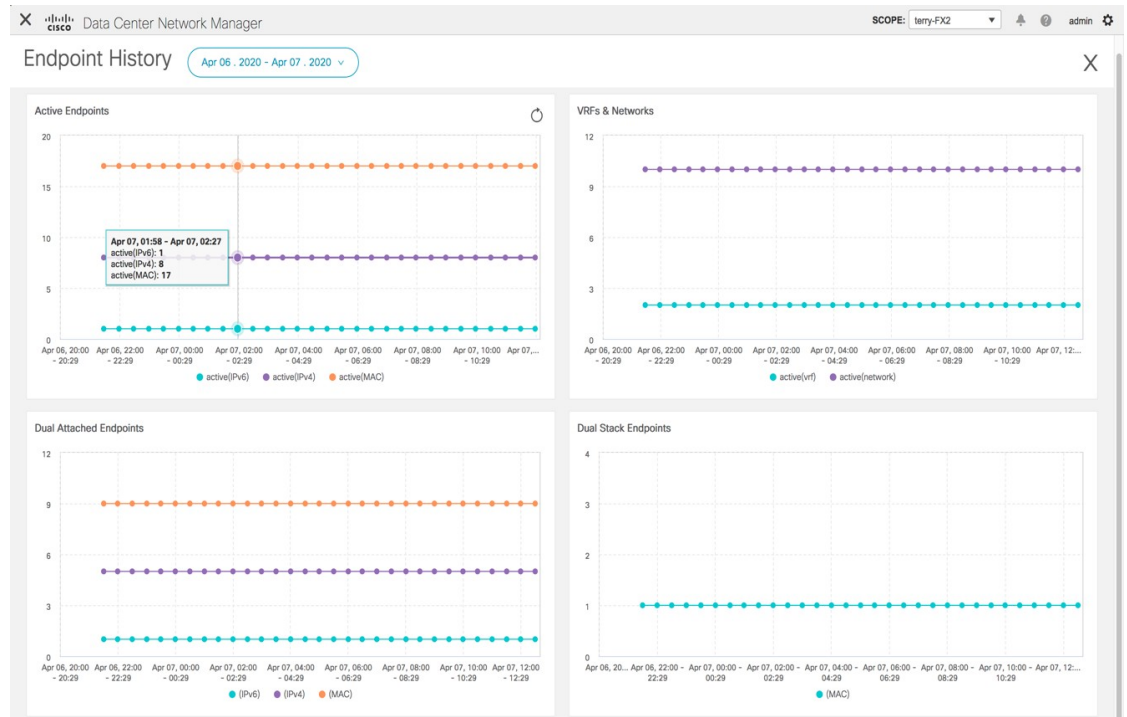 X CISCO Data Center Network Manager SCOPE: terry-FX2 admin
Endpoint History Apr 06 . 2020 - Apr 07 . 2020 X
Active Endpoints
20
15
10
5
0
Apr 07, 01:58 - Apr 07, 02:27
active(IPv6): 1
active(IPv4): 8
active(MAC): 17
Apr 06, 20:00 Apr 06, 22:00 Apr 07, 00:00 Apr 07, 02:00 Apr 07, 04:00 Apr 07, 06:00 Apr 07, 08:00 Apr 07, 10:00 Apr 07,...
- 20:29 - 22:29 - 00:29 - 02:29 - 04:29 - 06:29 - 08:29 - 10:29
active(IPv6) active(IPv4) active(MAC)
VRFs & Networks
12
9
6
3
0
Apr 06, 20:00 Apr 06, 22:00 Apr 07, 00:00 Apr 07, 02:00 Apr 07, 04:00 Apr 07, 06:00 Apr 07, 08:00 Apr 07, 10:00 Apr 07, 12:...
- 20:29 - 22:29 - 00:29 - 02:29 - 04:29 - 06:29 - 08:29 - 10:29
active(vrf) active(network)
Dual Attached Endpoints
12
9
6
3
0
Apr 06, 20:00 Apr 06, 22:00 Apr 07, 00:00 Apr 07, 02:00 Apr 07, 04:00 Apr 07, 06:00 Apr 07, 08:00 Apr 07, 10:00 Apr 07, 12:00
- 20:29 - 22:29 - 00:29 - 02:29 - 04:29 - 06:29 - 08:29 - 10:29 - 12:29
(IPv6) (IPv4) (MAC)
Dual Stack Endpoints
4
3
2
1
0
Apr 06, 20... Apr 06, 22:00 - Apr 07, 00:00 - Apr 07, 02:00 - Apr 07, 04:00 - Apr 07, 06:00 - Apr 07, 08:00 - Apr 07, 10:00 - Apr 07, 12:...
22:29 00:29 02:29 04:29 06:29 08:29 10:29
(MAC)